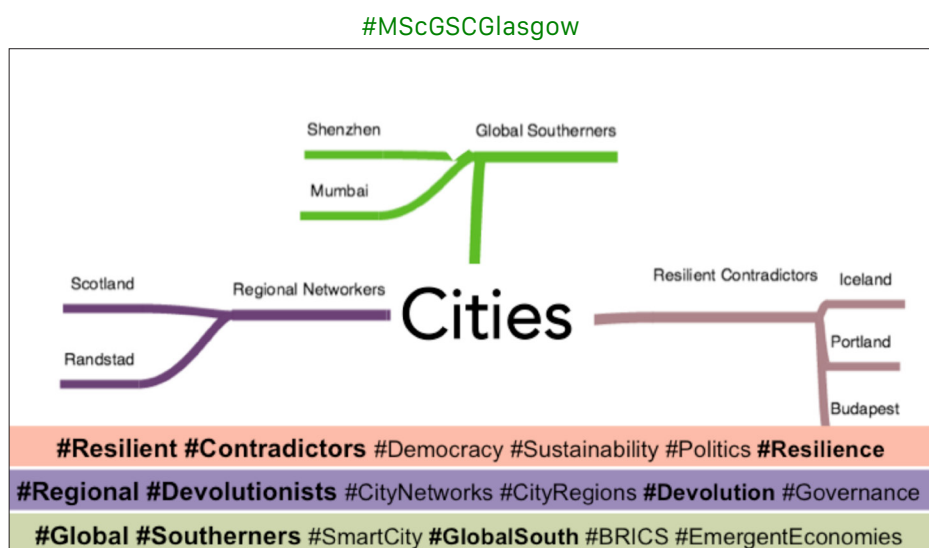 #MScGSCGlasgow
Shenzhen
Global Southerners
Mumbai
Scotland
Regional Networkers
Randstad
Cities
Resilient Contradictors
Iceland
Portland
Budapest
#Resilient #Contradictors #Democracy #Sustainability #Politics #Resilience
#Regional #Devolutionists #CityNetworks #CityRegions #Devolution #Governance
#Global #Southerners #SmartCity #GlobalSouth #BRICS #EmergentEconomies